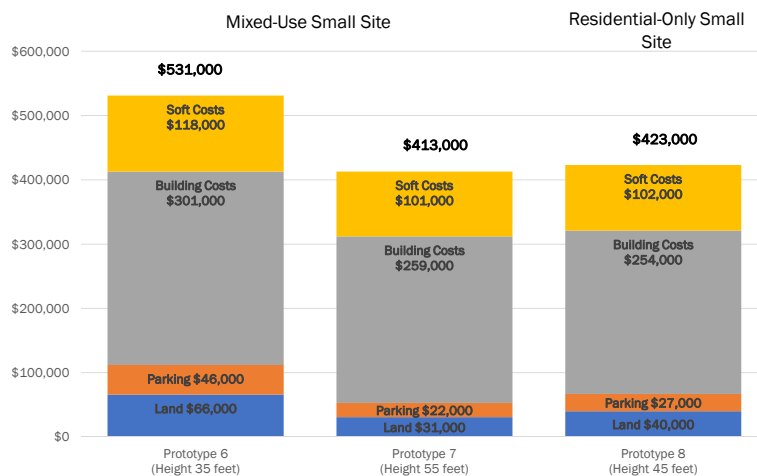 Mixed-Use Small Site
Residential-Only Small
Site
$600,000
$500,000
$400,000
$300,000
$200,000
$100,000
$0
$531,000
Soft Costs
$118,000
Building Costs
$301,000
Parking $46,000
Land $66,000
$413,000
Soft Costs
$101,000
Building Costs
$259,000
Parking $22,000
Land $31,000
$423,000
Soft Costs
$102,000
Building Costs
$254,000
Parking $27,000
Land $40,000
Prototype 6
(Height 35 feet)
Prototype 7
(Height 55 feet)
Prototype 8
(Height 45 feet)